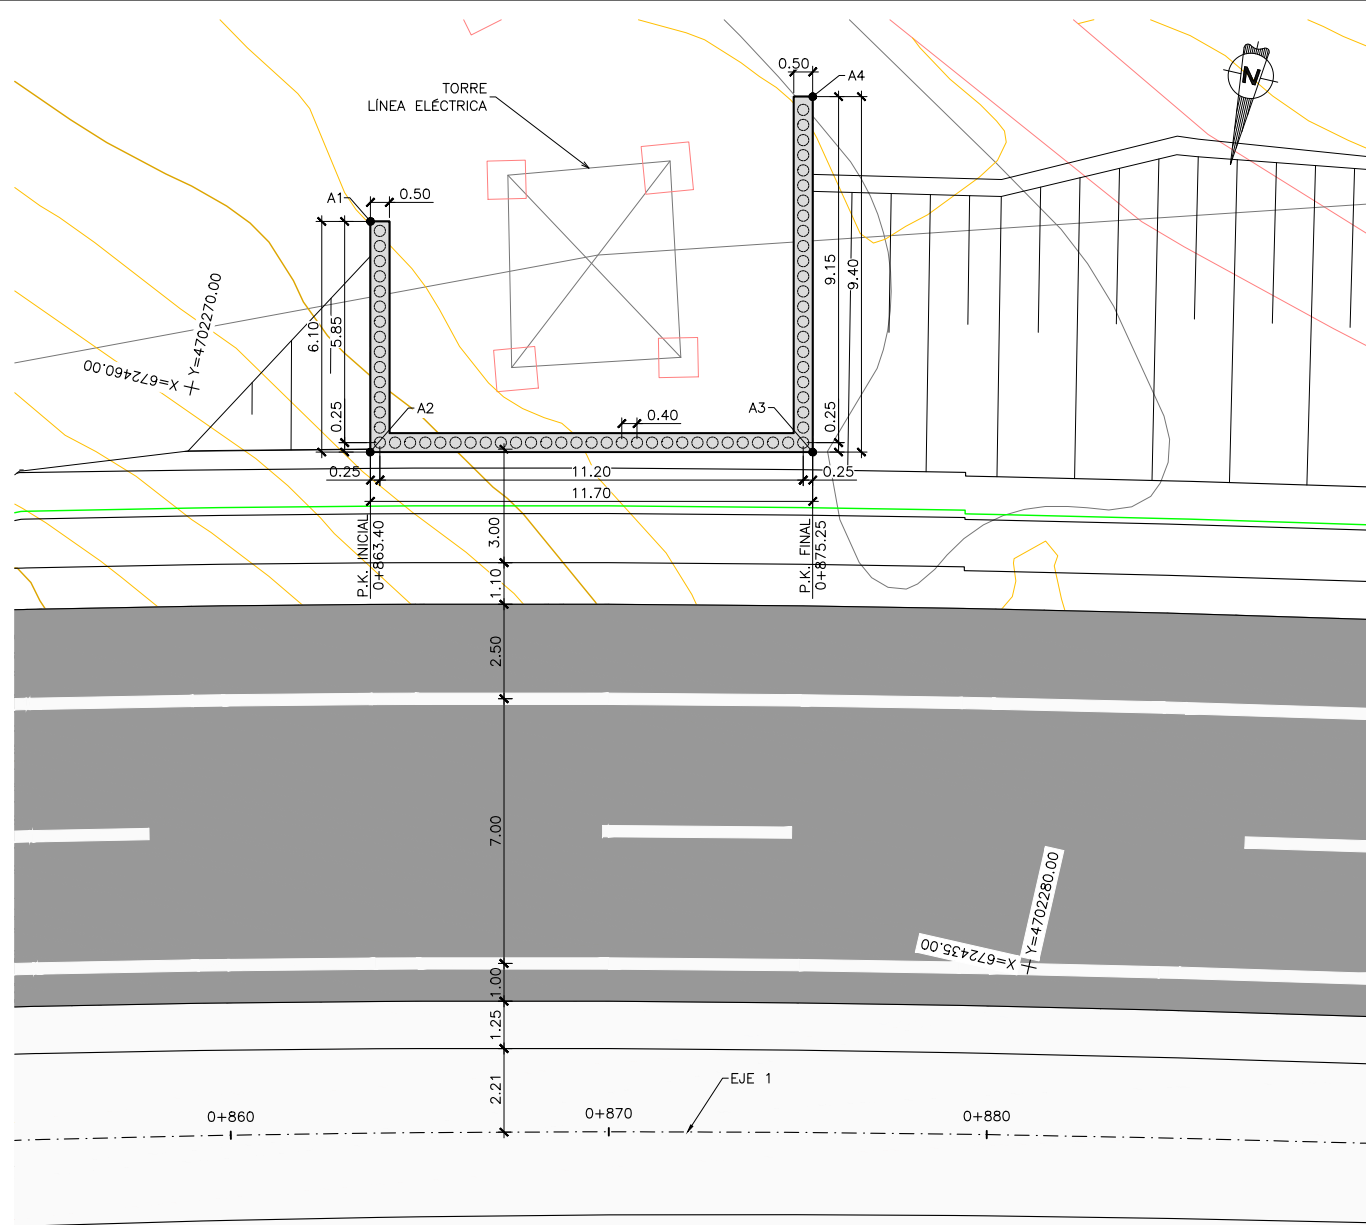 0.50
A4
TORRE
LÍNEA ELÉCTRICA
N
A1
0.50
9.15
9.40
Y=4702270.00
X=672460.00
6.10
5.85
0.25
A2
0.40
A3
0.25
0.25
11.20
0.25
11.70
P.K. INICIAL
0+863.40
3.00
P.K. FINAL
0+875.25
1.10
2.50
7.00
Y=4702280.00
X=672435.00
1.00
1.25
2.21
EJE 1
0+860
0+870
0+880